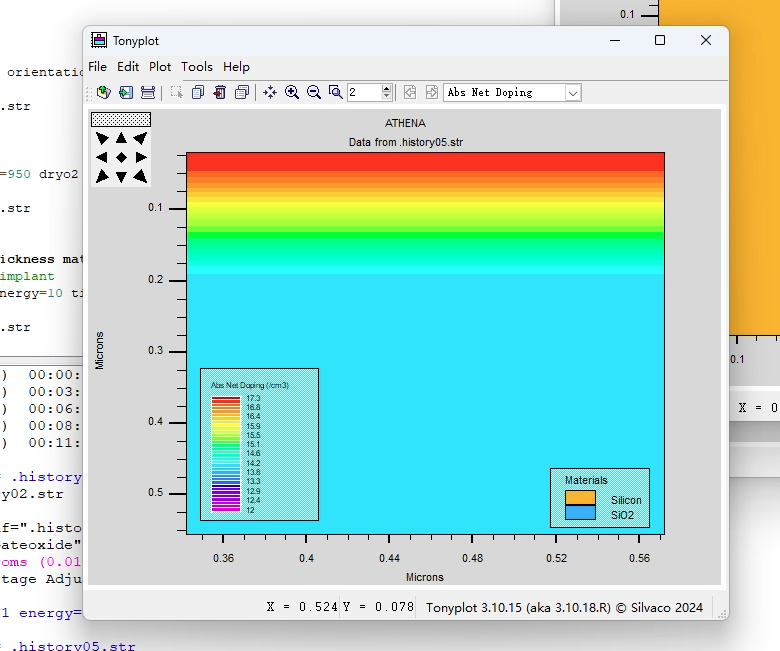 0.1
Tonyplot
File Edit Plot Tools Help
2
Abs Net Doping
ATHENA
Data from .history05.str
0.1
0.2
0.3
0.4
0.5
Microns
Abs Net Doping (/cm3)
17.3
16.8
16.4
15.9
15.5
15.1
14.6
14.2
13.8
13.3
12.9
12.4
12
Materials
Silicon
SiO2
0.36 0.4 0.44 0.48 0.52 0.56
Microns
X = 0.524 Y = 0.078 Tonyplot 3.10.15 (aka 3.10.18.R) © Silvaco 2024
.str
=950 dryo2
.str
implant
.str
) 00:00:
) 00:03:
) 00:06:
) 00:08:
) 00:11:
= .history
y02.str
f=".histo
ateoxide"
oms (0.01
tage Adju
1 energy=
= .history05.str
0.1
X = 0